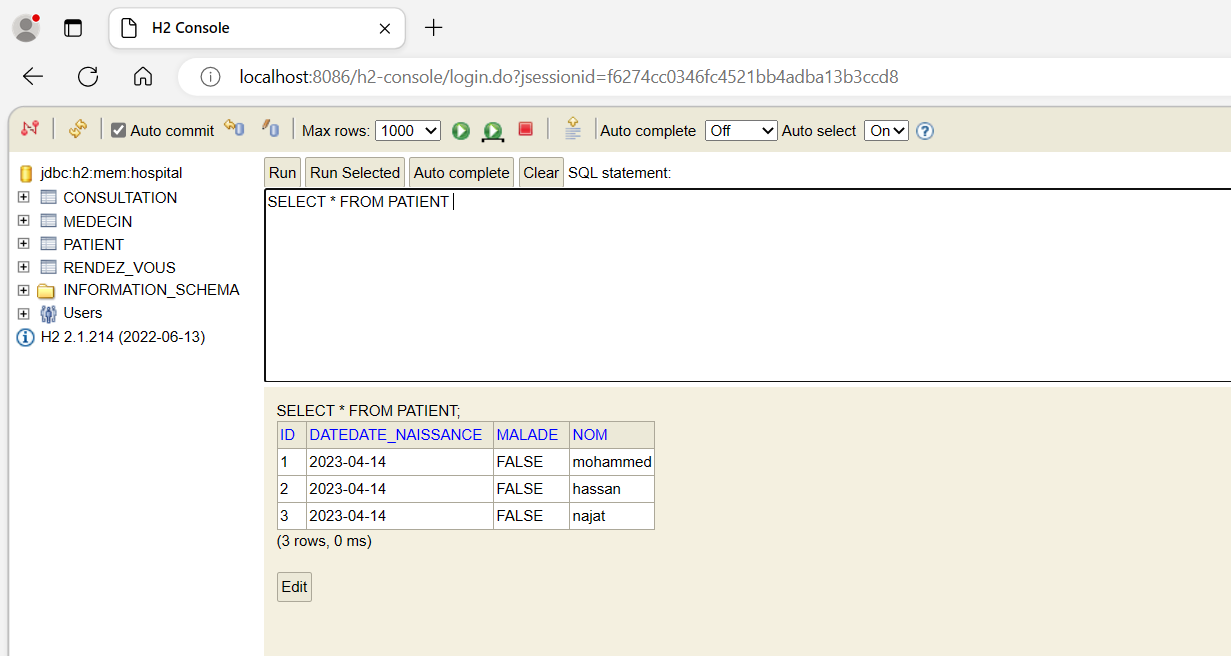 H2 Console
localhost:8086/h2-console/login.do?jsessionid=f6274cc0346fc4521bb4adba13b3ccd8
Auto commit Max rows: 1000 Auto complete Off Auto select On ?
jdbc:h2:mem:hospital
CONSULTATION
MEDECIN
PATIENT
RENDEZ_VOUS
INFORMATION_SCHEMA
Users
H2 2.1.214 (2022-06-13)
Run Run Selected Auto complete Clear SQL statement:
SELECT * FROM PATIENT
SELECT * FROM PATIENT;
ID DATEDATE_NAISSANCE MALADE NOM
1 2023-04-14 FALSE mohammed
2 2023-04-14 FALSE hassan
3 2023-04-14 FALSE najat
(3 rows, 0 ms)
Edit